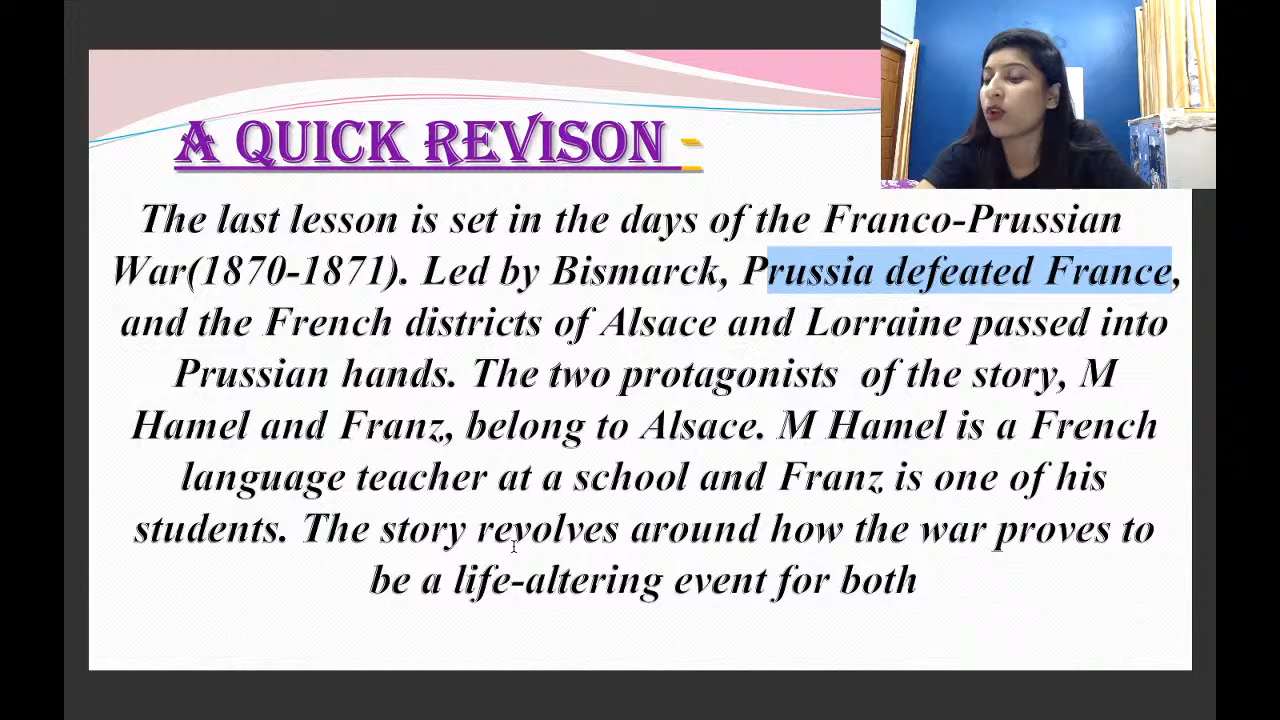 A QUICK REVISON -
The last lesson is set in the days of the Franco-Prussian
War(1870-1871). Led by Bismarck, Prussia defeated France,
and the French districts of Alsace and Lorraine passed into
Prussian hands. The two protagonists of the story, M
Hamel and Franz, belong to Alsace. M Hamel is a French
language teacher at a school and Franz is one of his
students. The story revolves around how the war proves to
be a life-altering event for both